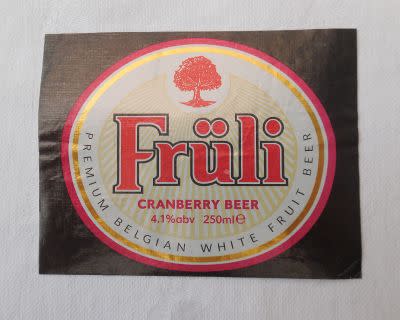 Früli
CRANBERRY BEER
4.1%abv 250ml℮
PREMIUM BELGIAN WHITE FRUIT BEER